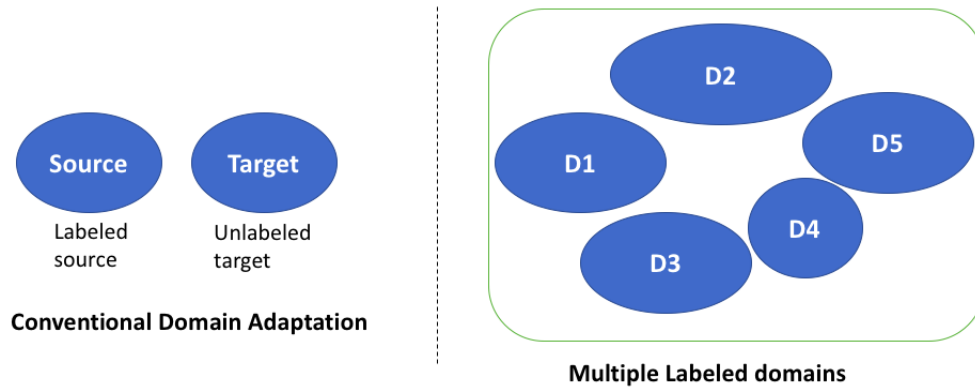 Source
Target
Labeled
source
Unlabeled
target
Conventional Domain Adaptation
D2
D5
D1
D4
D3
Multiple Labeled domains